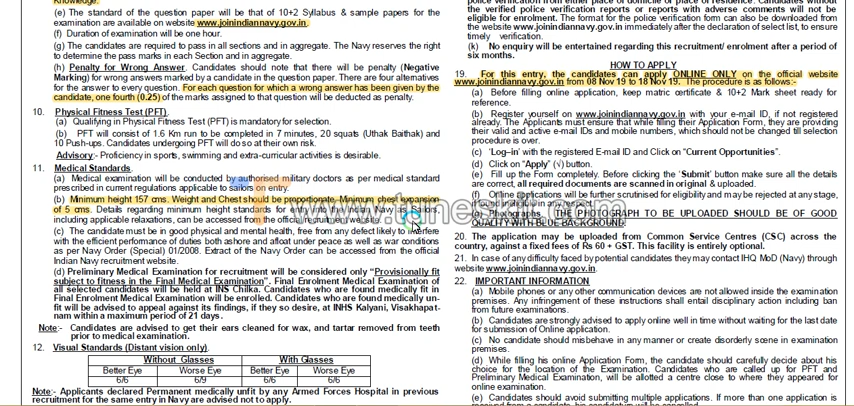 Knowledge.
(e) The standard of the question paper will be that of 10+2 Syllabus & sample papers for the
examination are available on website www.joinindiannavy.gov.in.
(f) Duration of examination will be one hour.
(g) The candidates are required to pass in all sections and in aggregate. The Navy reserves the right
to determine the pass marks in each Section and in aggregate.
(h) Penalty for Wrong Answer. Candidates should note that there will be penalty (Negative
Marking) for wrong answers marked by a candidate in the question paper. There are four alternatives
for the answer to every question. For each question for which a wrong answer has been given by the
candidate, one fourth (0.25) of the marks assigned to that question will be deducted as penalty.
10. Physical Fitness Test (PFT).
(a) Qualifying in Physical Fitness Test (PFT) is mandatory for selection.
(b) PFT will consist of 1.6 Km run to be completed in 7 minutes, 20 squats (Uthak Baithak) and
10 Push-ups. Candidates undergoing PFT will do so at their own risk.
Advisory:- Proficiency in sports, swimming and extra-curricular activities is desirable.
11. Medical Standards.
(a) Medical examination will be conducted by authorised military doctors as per medical standard
prescribed in current regulations applicable to sailors on entry.
(b) Minimum height 157 cms. Weight and Chest should be proportionate. Minimum chest expansion
of 5 cms. Details regarding minimum height standards for entry into Indian Navy as Sailors,
including applicable relaxations, can be accessed from the official Indian Navy website.
(c) The candidate must be in good physical and mental health, free from any defect likely to interfere
with the efficient performance of duties both ashore and afloat under peace as well as war conditions
as per Navy Order (Special) 01/2008. Extract of the Navy Order can be accessed from the official
Indian Navy recruitment website.
(d) Preliminary Medical Examination for recruitment will be considered only "Provisionally fit
subject to fitness in the Final Medical Examination". Final Enrolment Medical Examination of
all selected candidates will be held at INS Chilka. Candidates who are found medically fit in
Final Enrolment Medical Examination will be enrolled. Candidates who are found medically un-
fit will be advised to appeal against its findings, if they so desire, at INHS Kalyani, Visakhapat-
nam within a maximum period of 21 days.
Note:- Candidates are advised to get their ears cleaned for wax, and tartar removed from teeth
prior to medical examination.
12. Visual Standards (Distant vision only).
Without Glasses With Glasses
Better Eye Worse Eye Better Eye Worse Eye
6/6 6/9 6/6 6/6
Note:- Applicants declared Permanent medically unfit by any Armed Forces Hospital in previous
recruitment for the same entry in Navy are advised not to apply.
police verification from either place of domicile or place of residence. Candidates without
the verified police verification reports or reports with adverse comments will not be
eligible for enrolment. The format for the police verification form can also be downloaded from
the website www.joinindiannavy.gov.in immediately after the declaration of select list, to ensure
timely verification.
(k) No enquiry will be entertained regarding this recruitment/ enrolment after a period of
six months.
HOW TO APPLY
19. For this entry, the candidates can apply ONLINE ONLY on the official website
www.joinindiannavy.gov.in from 08 Nov 19 to 18 Nov 19. The procedure is as follows:-
(a) Before filling online application, keep matric certificate & 10+2 Mark sheet ready for
reference.
(b) Register yourself on www.joinindiannavy.gov.in with your e-mail ID, if not registered
already. The Applicants must ensure that while filling their Application Form, they are providing
their valid and active e-mail IDs and mobile numbers, which should not be changed till selection
procedure is over.
(c) 'Log–in' with the registered E-mail ID and Click on "Current Opportunities".
(d) Click on "Apply" (√) button.
(e) Fill up the Form completely. Before clicking the 'Submit' button make sure all the details
are correct, all required documents are scanned in original & uploaded.
(f) Online applications will be further scrutinised for eligibility and may be rejected at any stage,
if found ineligible in any respect.
(g) Photographs. THE PHOTOGRAPH TO BE UPLOADED SHOULD BE OF GOOD
QUALITY WITH BLUE BACKGROUND.
20. The application may be uploaded from Common Service Centres (CSC) across the
country, against a fixed fees of Rs 60 + GST. This facility is entirely optional.
21. In case of any difficulty faced by potential candidates they may contact IHQ MoD (Navy) through
website www.joinindiannavy.gov.in.
22. IMPORTANT INFORMATION
(a) Mobile phones or any other communication devices are not allowed inside the examination
premises. Any infringement of these instructions shall entail disciplinary action including ban
from future examinations.
(b) Candidates are strongly advised to apply online well in time without waiting for the last date
for submission of Online application.
(c) No candidate should misbehave in any manner or create disorderly scene in examination
premises.
(d) While filing his online Application Form, the candidate should carefully decide about his
choice for the location of the Examination. Candidates who are called up for PFT and
Preliminary Medical Examination, will be allotted a centre close to where they appeared for
online examination.
(e) Candidates should avoid submitting multiple applications. If more than one application is